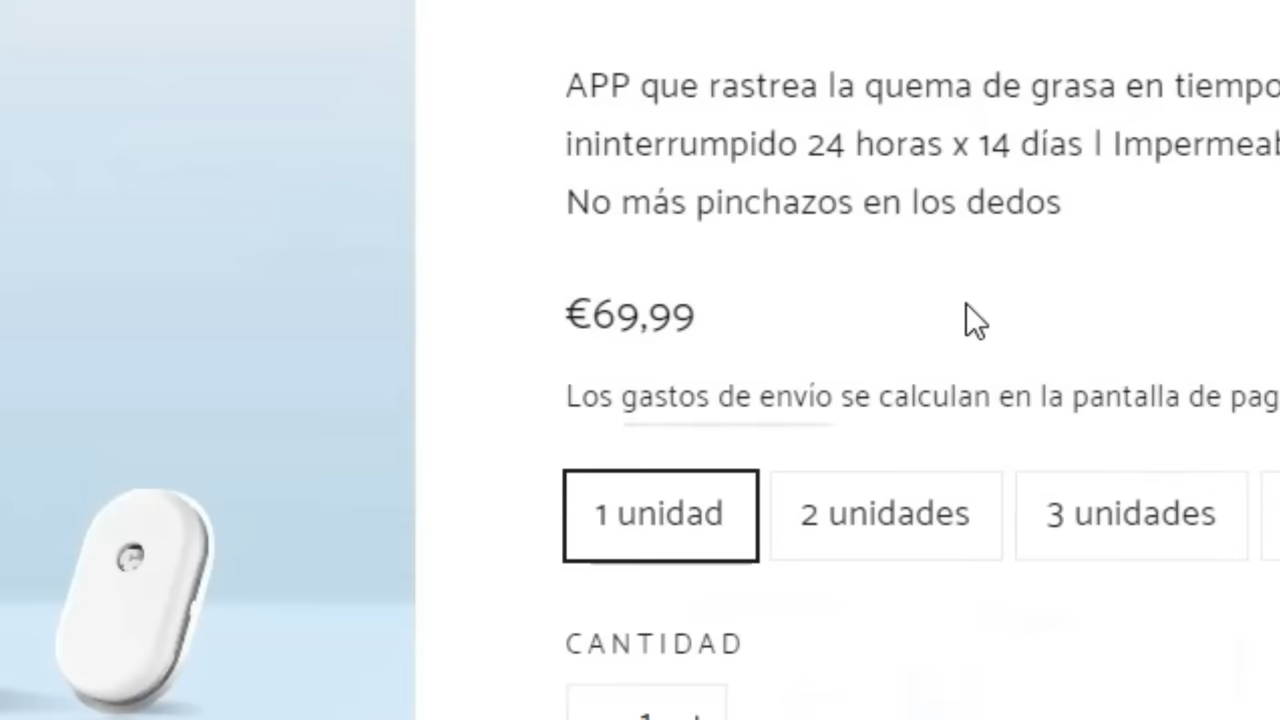 APP que rastrea la quema de grasa en tiempo
ininterrumpido 24 horas x 14 días |
No más pinchazos en los dedos
€69,99
Los gastos de envío se calculan en la pantalla de
1 unidad
2 unidades
3 unidades
CANTIDAD
1